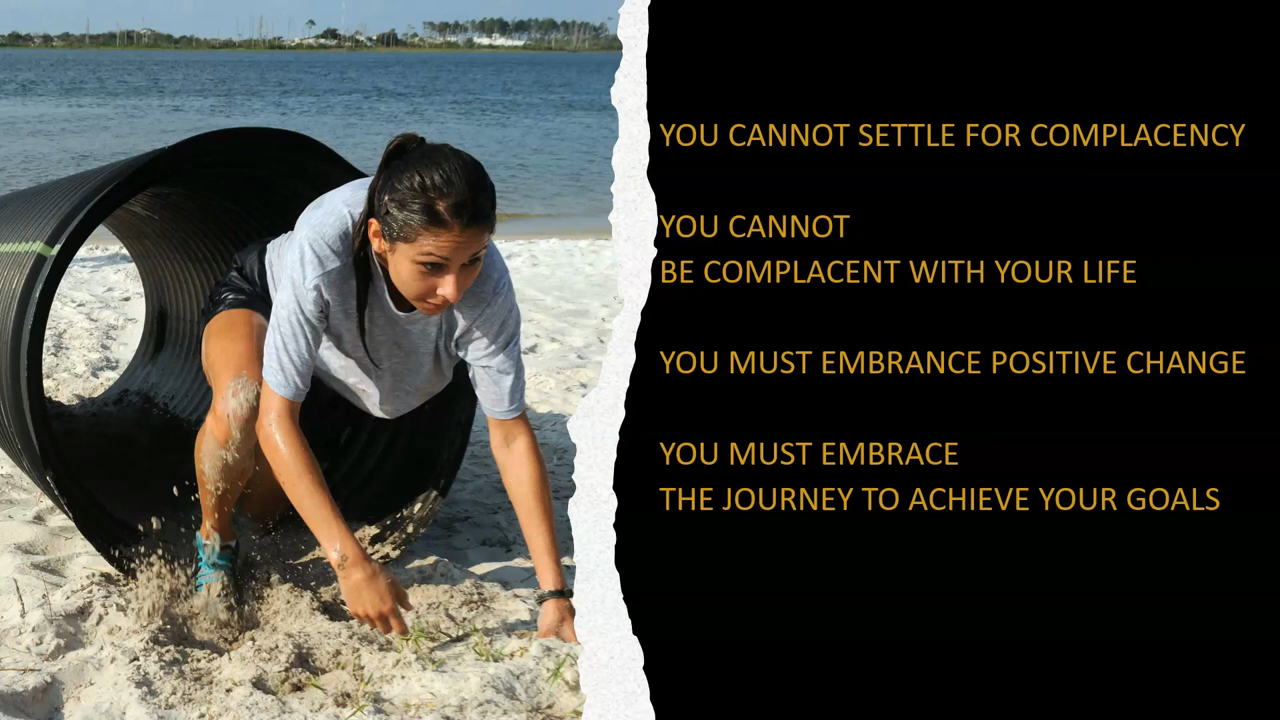 YOU CANNOT SETTLE FOR COMPLACENCY
YOU CANNOT
BE COMPLACENT WITH YOUR LIFE
YOU MUST EMBRANCE POSITIVE CHANGE
YOU MUST EMBRACE
THE JOURNEY TO ACHIEVE YOUR GOALS